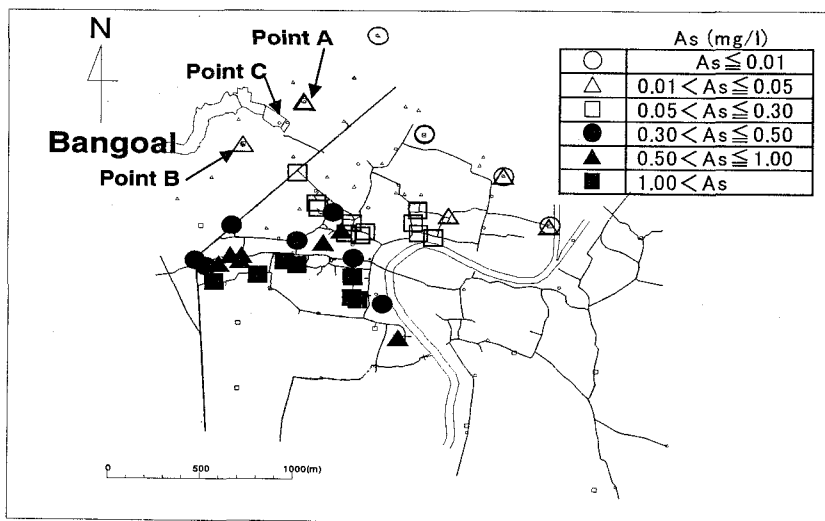 N
Point A
Point C
Bangoal
Point B
As (mg/l)
As≦0.01
0.01<As≦0.05
0.05<As≦0.30
0.30<As≦0.50
0.50<As≦1.00
1.00<As
0 500 1000(m)